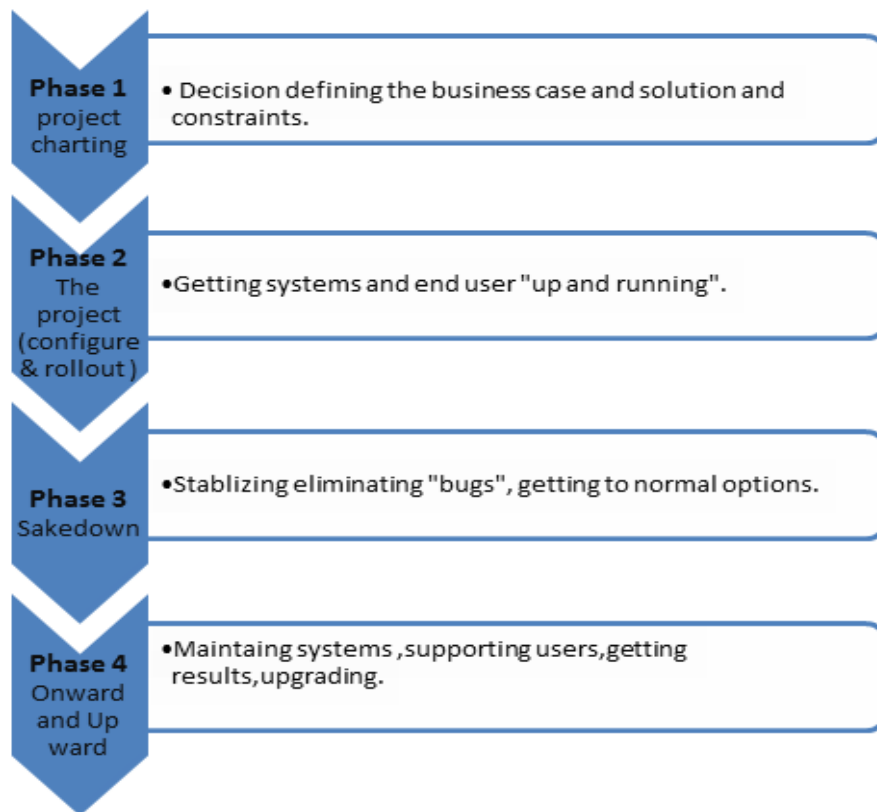 Phase 1
project
charting
• Decision defining the business case and solution and
constraints.
Phase 2
The
project
(configure
& rollout )
•Getting systems and end user "up and running".
Phase 3
Sakedown
•Stablizing eliminating "bugs", getting to normal options.
Phase 4
Onward
and Up
ward
•Maintaing systems ,supporting users,getting
results,upgrading.